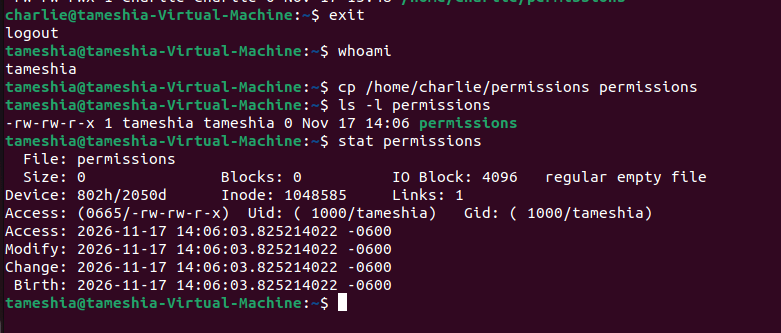 charlie@tameshia-Virtual-Machine:~$ exit
logout
tameshia@tameshia-Virtual-Machine:~$ whoami
tameshia
tameshia@tameshia-Virtual-Machine:~$ cp /home/charlie/permissions permissions
tameshia@tameshia-Virtual-Machine:~$ ls -l permissions
-rw-rw-r-x 1 tameshia tameshia 0 Nov 17 14:06 permissions
tameshia@tameshia-Virtual-Machine:~$ stat permissions
  File: permissions
  Size: 0               Blocks: 0          IO Block: 4096   regular empty file
Device: 802h/2050d      Inode: 1048585     Links: 1
Access: (0665/-rw-rw-r-x)  Uid: ( 1000/tameshia)   Gid: ( 1000/tameshia)
Access: 2026-11-17 14:06:03.825214022 -0600
Modify: 2026-11-17 14:06:03.825214022 -0600
Change: 2026-11-17 14:06:03.825214022 -0600
 Birth: 2026-11-17 14:06:03.825214022 -0600
tameshia@tameshia-Virtual-Machine:~$